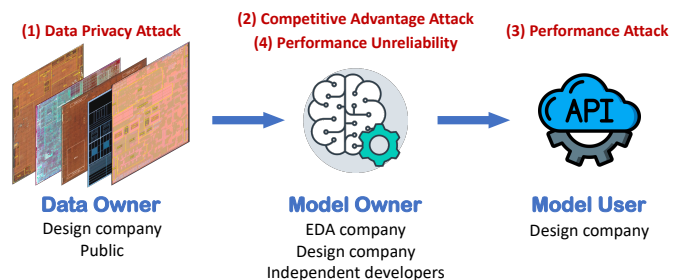 (1) Data Privacy Attack
(2) Competitive Advantage Attack
(4) Performance Unreliability
(3) Performance Attack
API
Data Owner
Design company
Public
Model Owner
EDA company
Design company
Independent developers
Model User
Design company